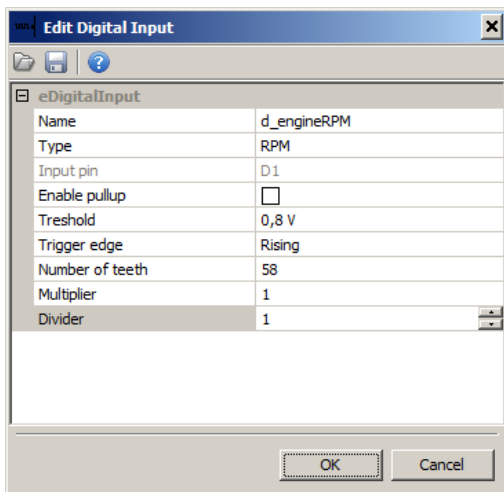 Edit Digital Input
eDigitalInput
Name d_engineRPM
Type RPM
Input pin D1
Enable pullup
Treshold 0,8 V
Trigger edge Rising
Number of teeth 58
Multiplier 1
Divider 1
OK Cancel